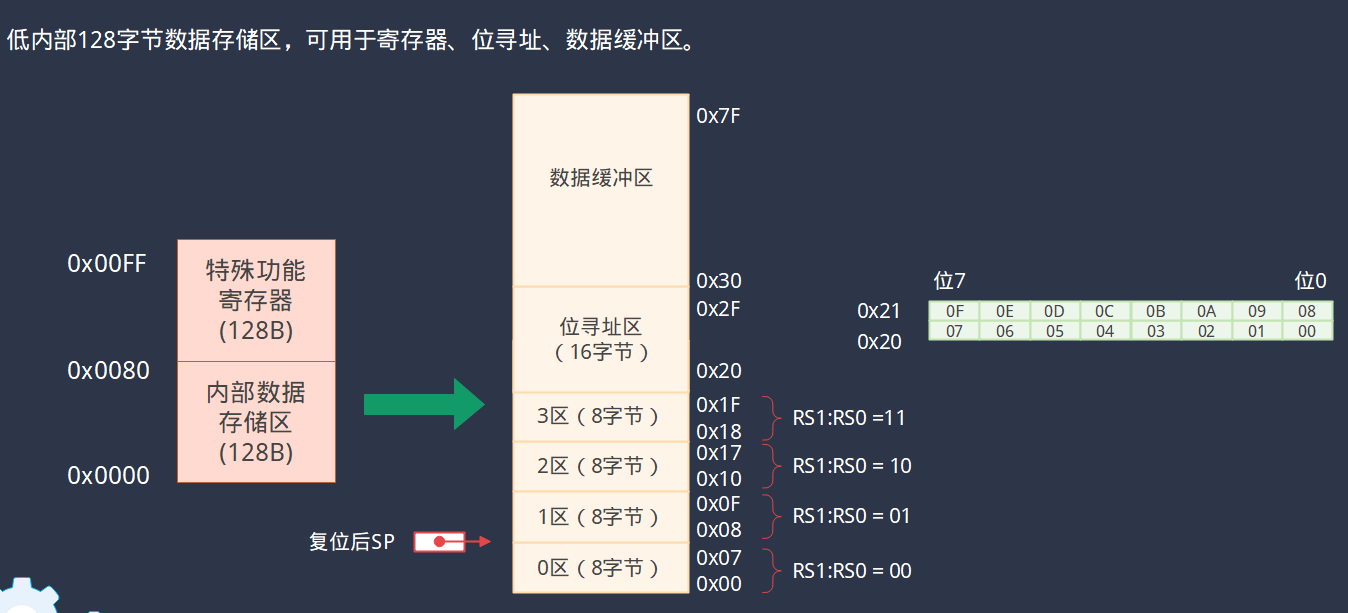 低内部128字节数据存储区，可用于寄存器、位寻址、数据缓冲区。
0x7F
数据缓冲区
0x00FF
特殊功能
寄存器
(128B)
0x0080
内部数据
存储区
(128B)
0x0000
0x30
0x2F
位寻址区
（16字节）
0x20
3区（8字节）
0x1F
0x18
RS1:RS0 =11
2区（8字节）
0x17
0x10
RS1:RS0 = 10
1区（8字节）
0x0F
0x08
RS1:RS0 = 01
复位后SP
0区（8字节）
0x07
0x00
RS1:RS0 = 00
位7 位0
0x21 0F 0E 0D 0C 0B 0A 09 08
0x20 07 06 05 04 03 02 01 00